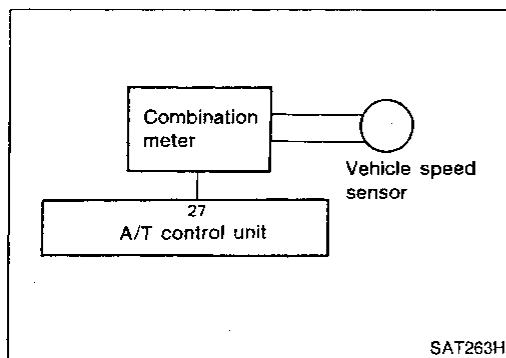 Combination
meter
Vehicle speed
sensor
27
A/T control unit
SAT263H